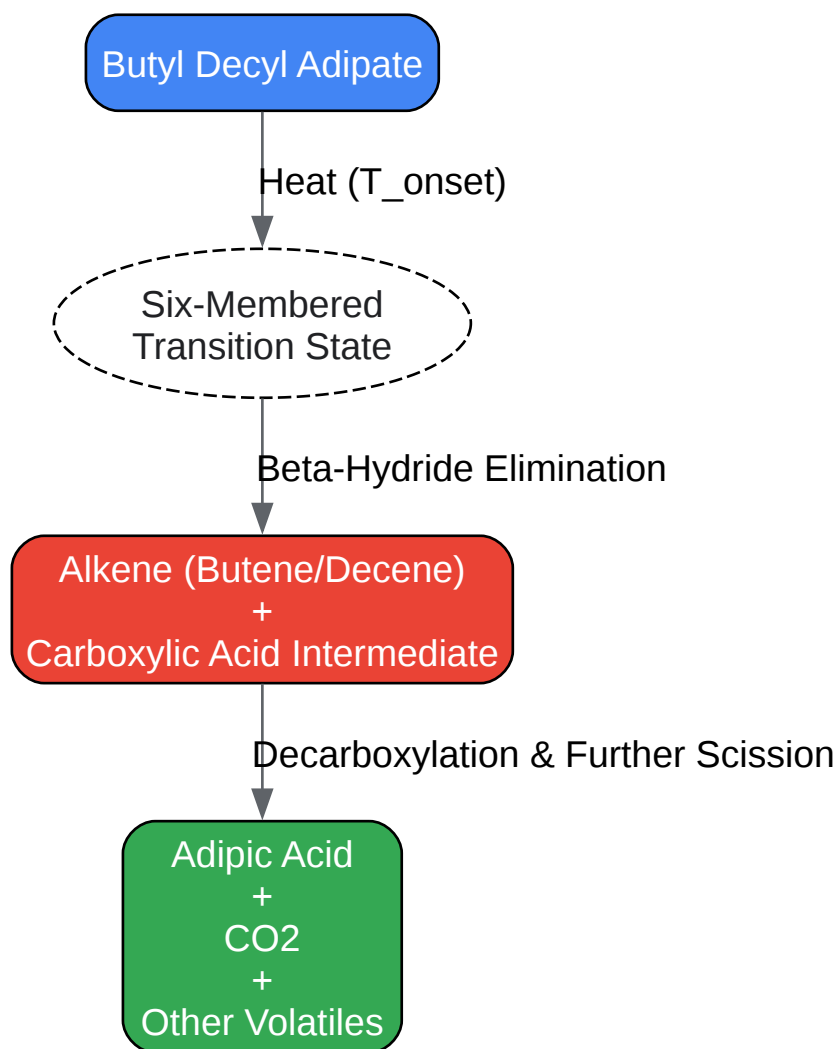 Butyl Decyl Adipate
Heat (T_onset)
Six-Membered
Transition State
Beta-Hydride Elimination
Alkene (Butene/Decene)
+
Carboxylic Acid Intermediate
Decarboxylation & Further Scission
Adipic Acid
+
CO2
+
Other Volatiles